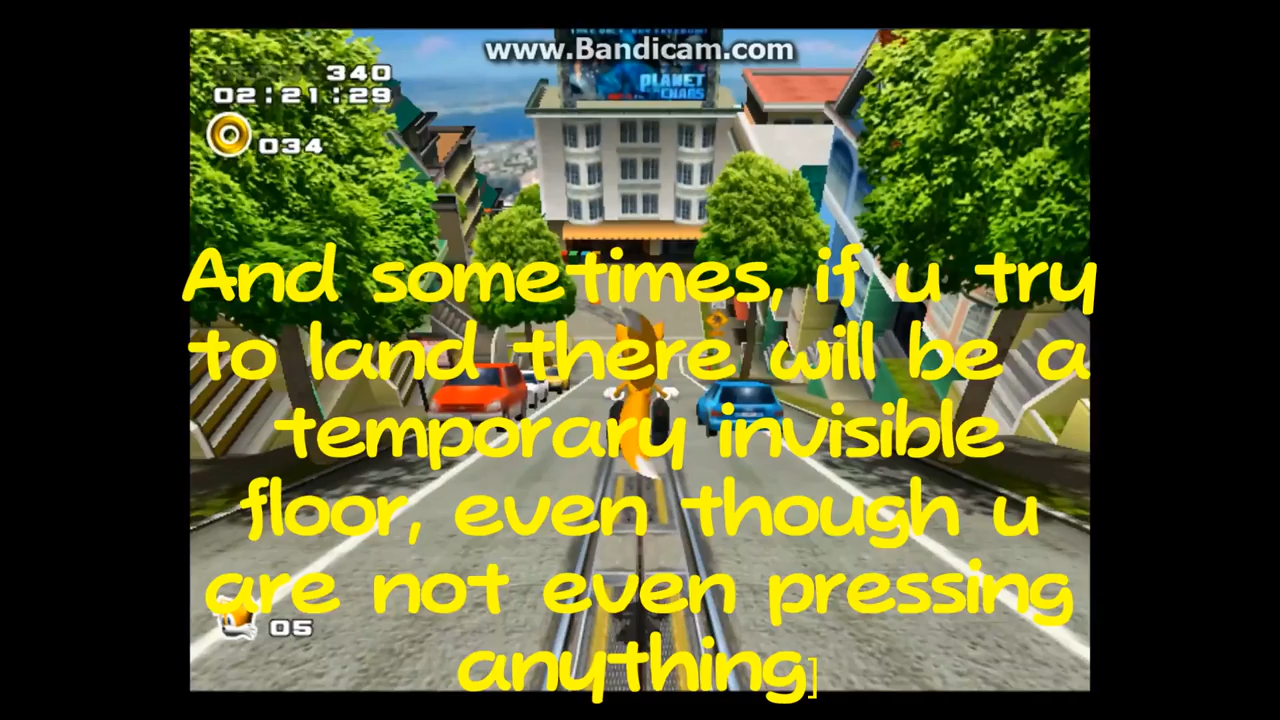 www.Bandicam.com
340
02:21:29
034
PLANET
CHAOS
And sometimes, if u try
to land there will be a
temporary invisible
floor, even though u
are not even pressing
anything]
05